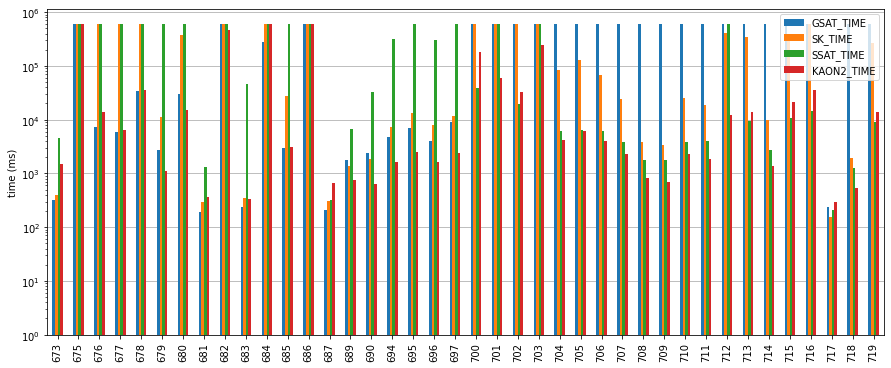 10⁶
10⁵
10⁴
10³
10²
10¹
10⁰
time (ms)
GSAT_TIME
SK_TIME
SSAT_TIME
KAON2_TIME
673 675 676 677 678 679 680 681 682 683 684 685 686 687 689 690 694 695 696 697 700 701 702 703 704 705 706 707 708 709 710 711 712 713 714 715 716 717 718 719